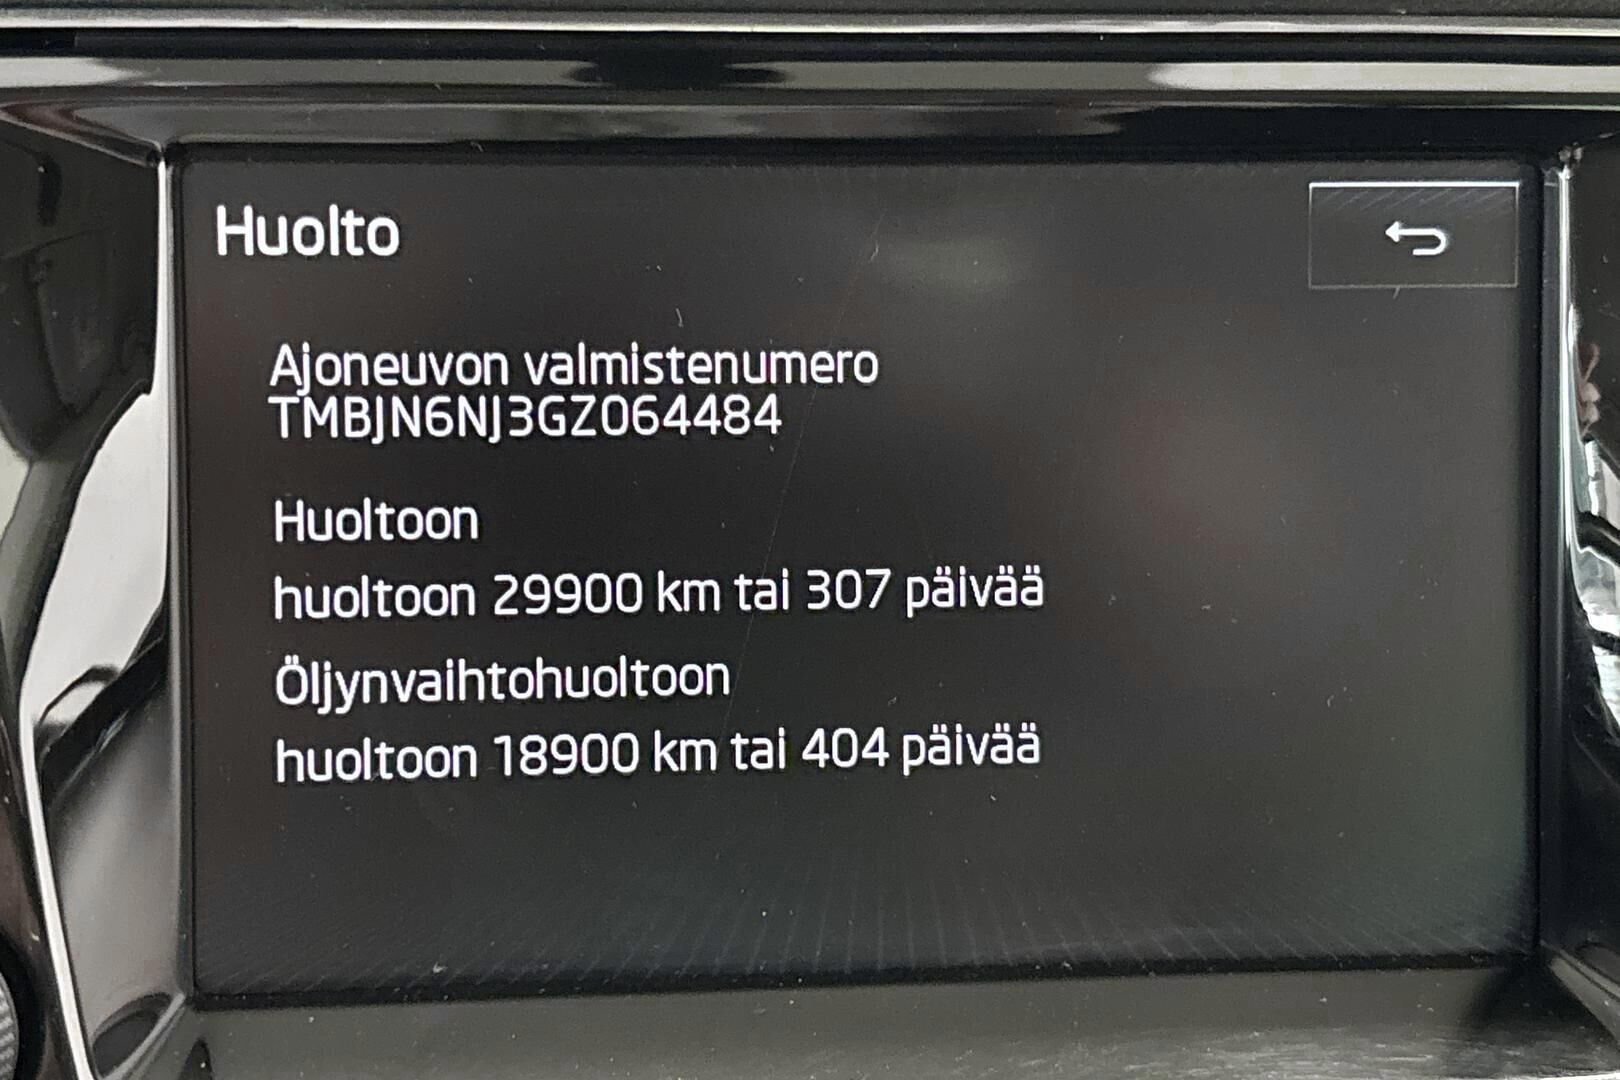 Huolto
Ajoneuvon valmistenumero
TMBJN6NJ3GZ064484
Huoltoon
huoltoon 29900 km tai 307 päivää
Öljynvaihtohuoltoon
huoltoon 18900 km tai 404 päivää